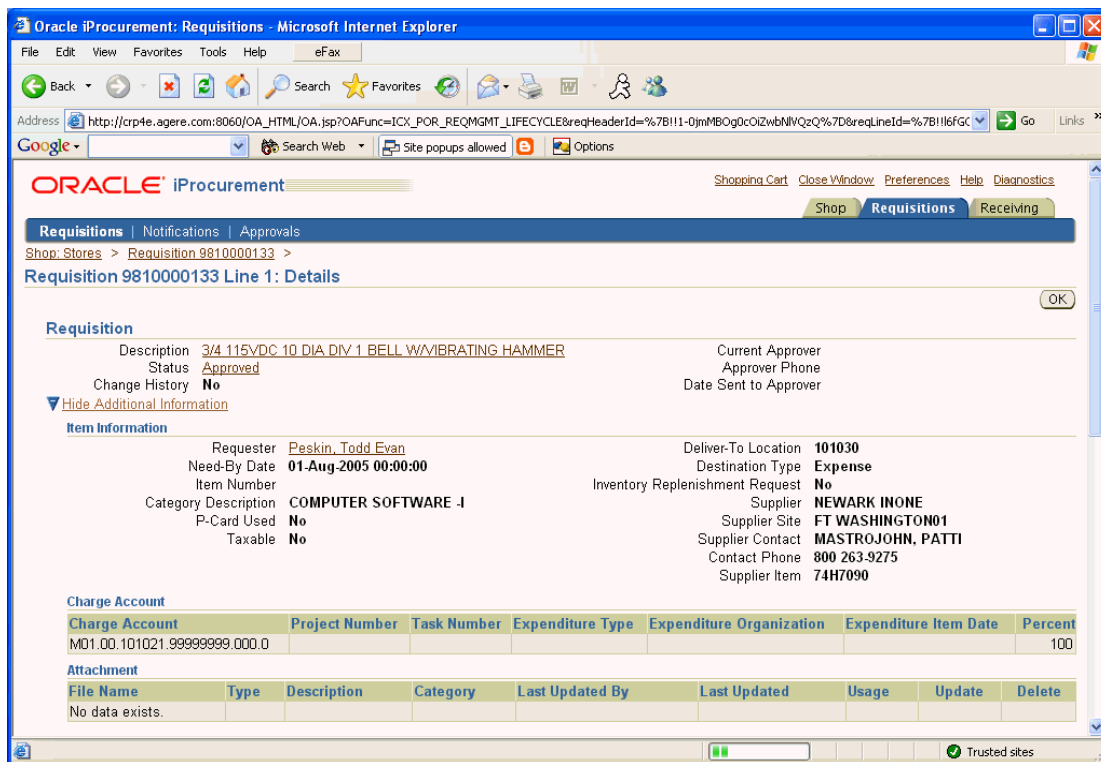 Oracle iProcurement: Requisitions - Microsoft Internet Explorer
File Edit View Favorites Tools Help eFax
Back Search Favorites
Address http://crp4e.agere.com:8060/OA_HTML/OA.jsp?OAFunc=ICX_POR_REQMGMT_LIFECYCLE&reqHeaderId=%7B!!1-0jmMBOg0cOiZwbNlVQzQ%7D&reqLineId=%7B!!l6fGC Go Links »
Google Search Web Site popups allowed Options
ORACLE iProcurement
Shopping Cart Close Window Preferences Help Diagnostics
Shop Requisitions Receiving
Requisitions | Notifications | Approvals
Shop: Stores > Requisition 9810000133 >
Requisition 9810000133 Line 1: Details
OK
Requisition
Description 3/4 115VDC 10 DIA DIV 1 BELL W/VIBRATING HAMMER Current Approver
Status Approved Approver Phone
Change History No Date Sent to Approver
Hide Additional Information
Item Information
Requester Peskin, Todd Evan Deliver-To Location 101030
Need-By Date 01-Aug-2005 00:00:00 Destination Type Expense
Item Number Inventory Replenishment Request No
Category Description COMPUTER SOFTWARE -I Supplier NEWARK INONE
P-Card Used No Supplier Site FT WASHINGTON01
Taxable No Supplier Contact MASTROJOHN, PATTI
Contact Phone 800 263-9275
Supplier Item 74H7090
Charge Account
Charge Account Project Number Task Number Expenditure Type Expenditure Organization Expenditure Item Date Percent
M01.00.101021.99999999.000.0 100
Attachment
File Name Type Description Category Last Updated By Last Updated Usage Update Delete
No data exists.
Trusted sites